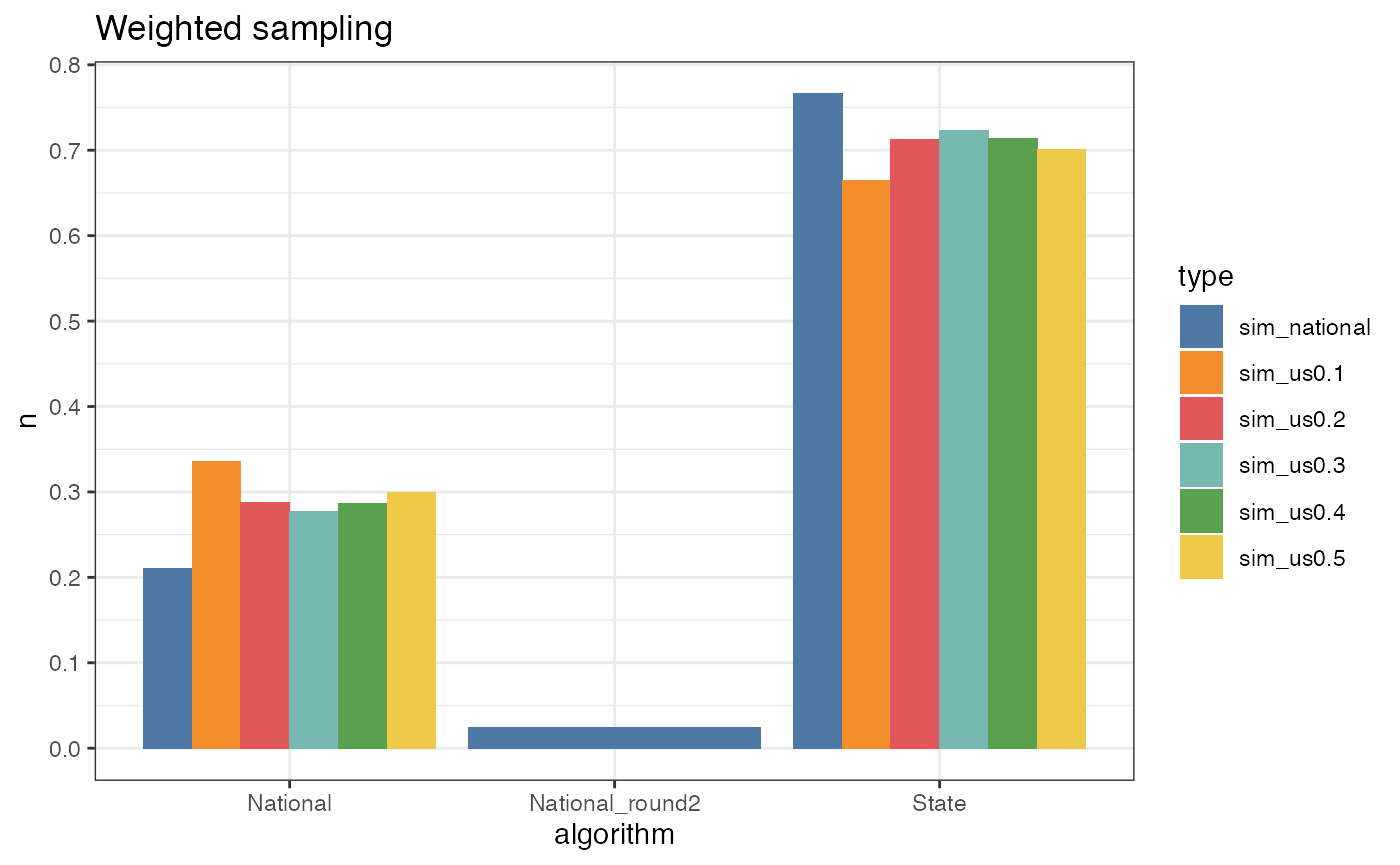 Weighted sampling
0.8
0.7
0.6
0.5
0.4
0.3
0.2
0.1
0.0
n
National National_round2 State
algorithm
type
sim_national
sim_us0.1
sim_us0.2
sim_us0.3
sim_us0.4
sim_us0.5